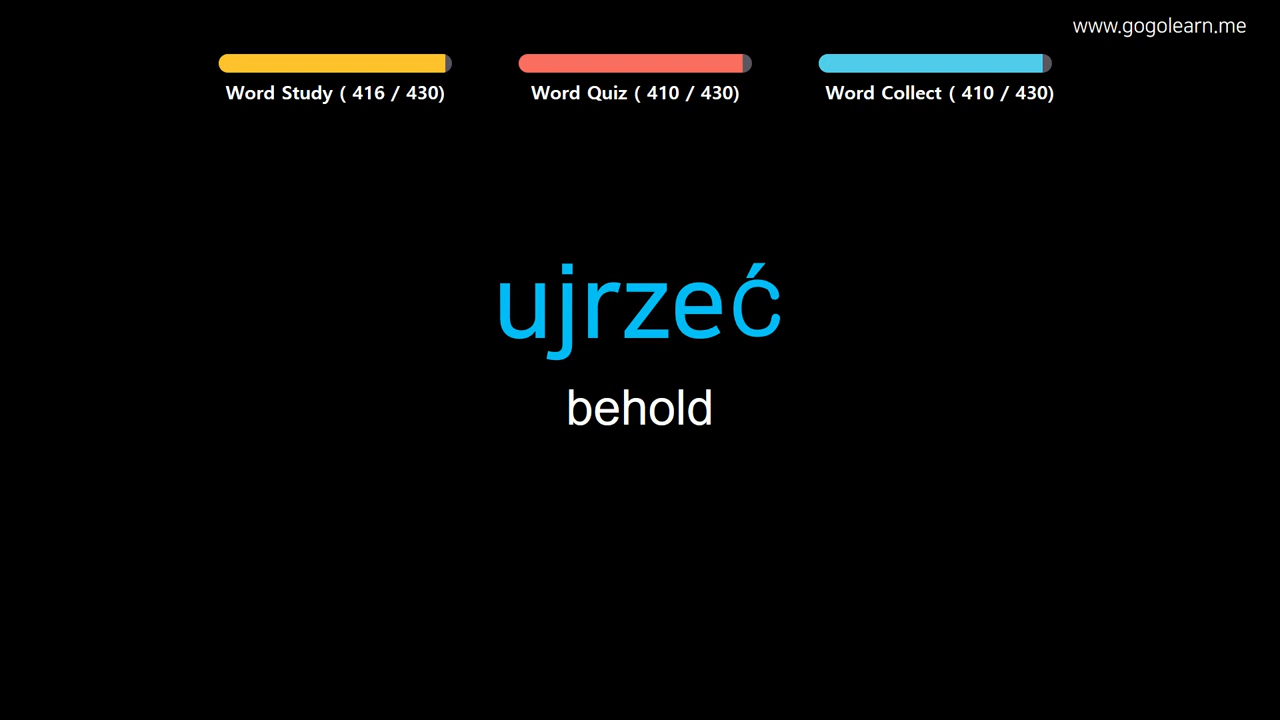 www.gogolearn.me
Word Study ( 416 / 430)
Word Quiz ( 410 / 430)
Word Collect ( 410 / 430)
ujrzeć
behold